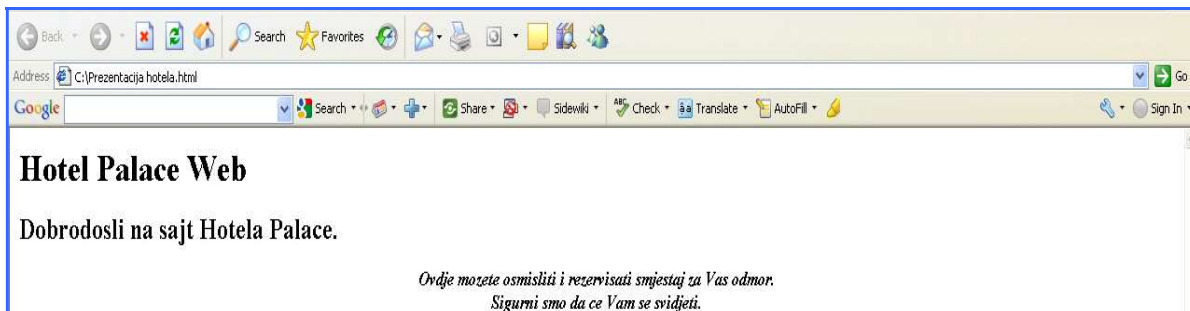 Back Search Favorites
Address C:\Prezentacija hotela.html Go
Google Search Share Sidewiki ABC Check aä Translate AutoFill Sign In
Hotel Palace Web
Dobrodosli na sajt Hotela Palace.
Ovdje mozete osmisliti i rezervisati smjestaj za Vas odmor.
Sigurni smo da ce Vam se svidjeti.